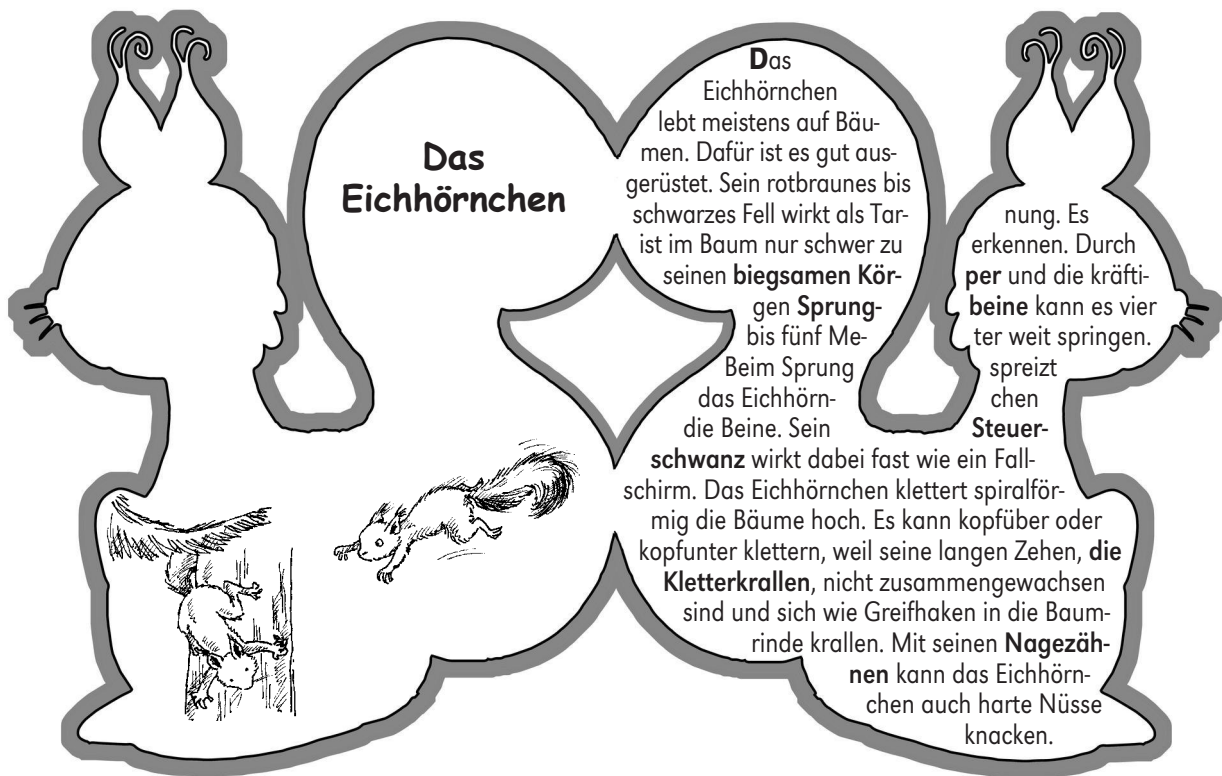 Das
Eichhörnchen
Das
Eichhörnchen
lebt meistens auf Bäu-
men. Dafür ist es gut aus-
gerüstet. Sein rotbraunes bis
schwarzes Fell wirkt als Tar- nung. Es
ist im Baum nur schwer zu erkennen. Durch
seinen biegsamen Kör- per und die kräfti-
gen Sprung- beine kann es vier
bis fünf Me- ter weit springen.
Beim Sprung spreizt
das Eichhörn- chen
die Beine. Sein Steuer-
schwanz wirkt dabei fast wie ein Fall-
schirm. Das Eichhörnchen klettert spiralför-
mig die Bäume hoch. Es kann kopfüber oder
kopfunter klettern, weil seine langen Zehen, die
Kletterkrallen, nicht zusammengewachsen
sind und sich wie Greifhaken in die Baum-
rinde krallen. Mit seinen Nagezäh-
nen kann das Eichhörn-
chen auch harte Nüsse
knacken.